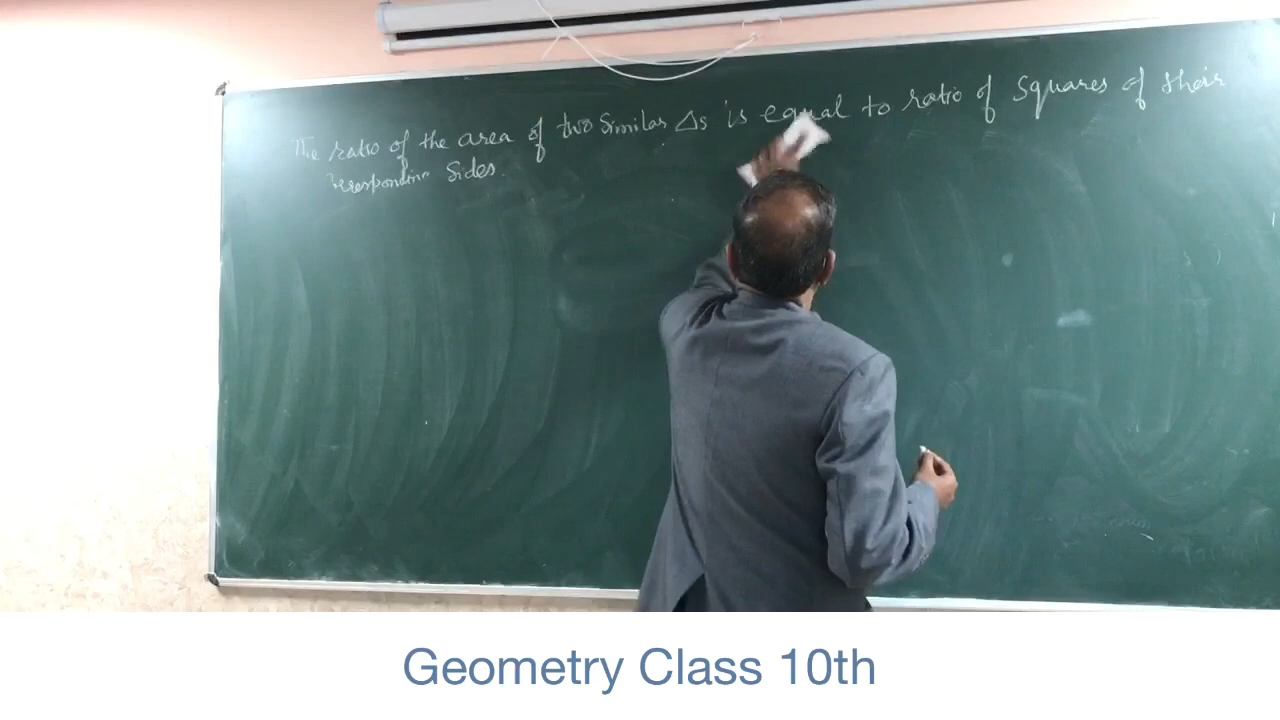 The ratio of the area of two Similar Δs is equal to ratio of Squares of their
Sides.
Geometry Class 10th